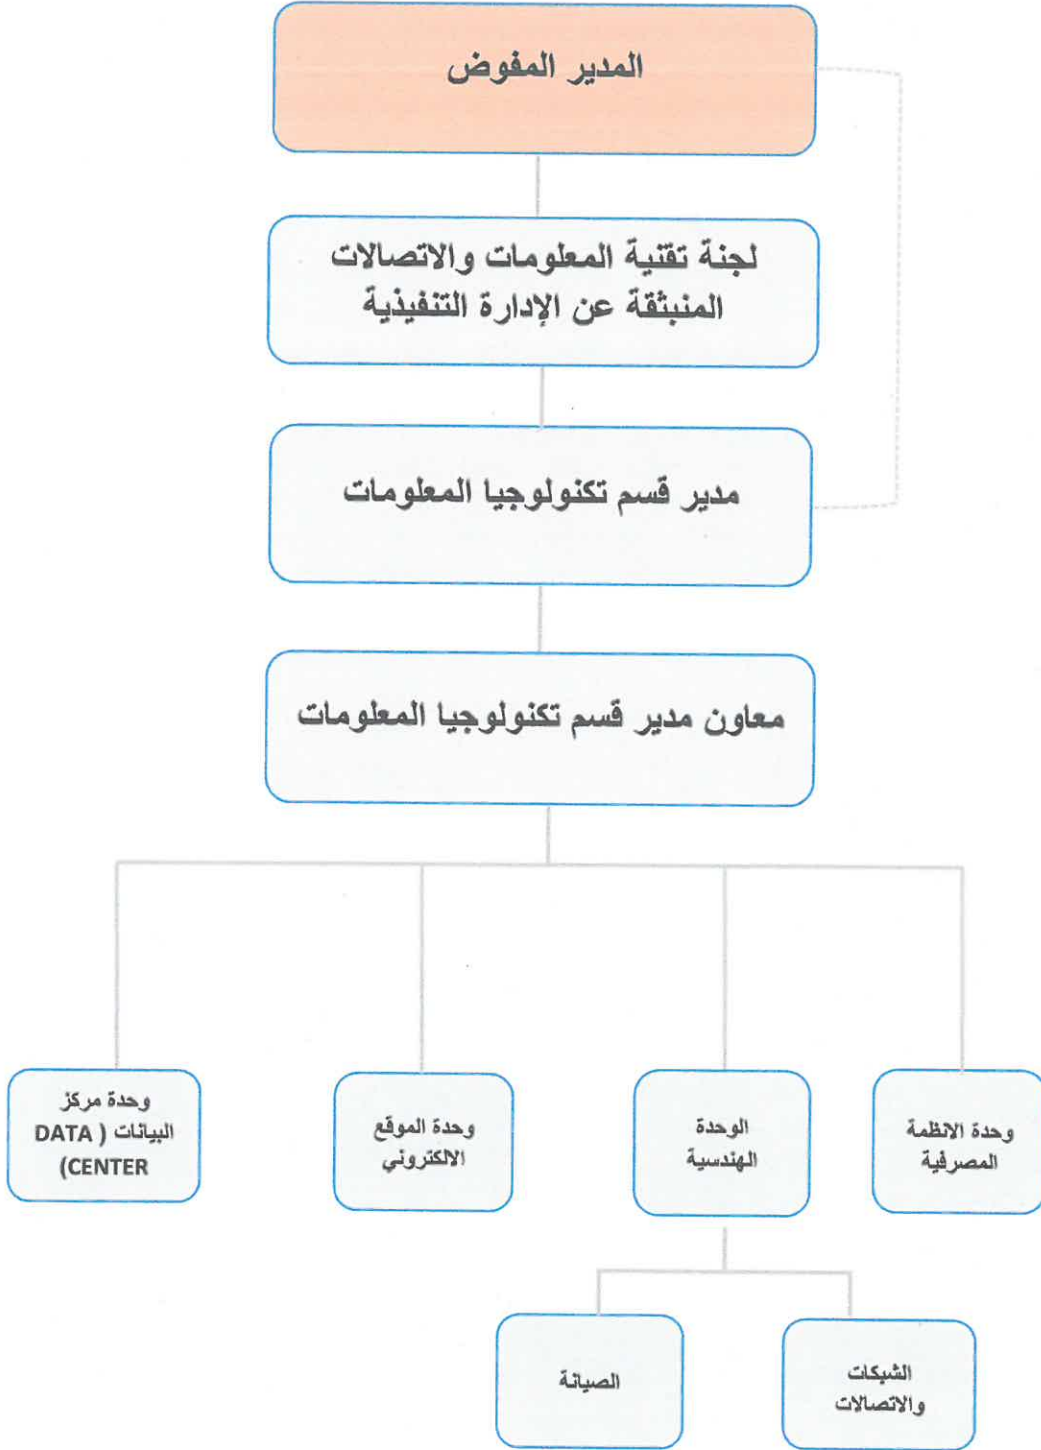 المدير المفوض
لجنة تقنية المعلومات والاتصالات
المنبثقة عن الإدارة التنفيذية
مدير قسم تكنولوجيا المعلومات
معاون مدير قسم تكنولوجيا المعلومات
وحدة الانظمة
المصرفية
الوحدة
الهندسية
وحدة الموقع
الالكتروني
وحدة مركز
البيانات ( DATA
CENTER)
الشبكات
والاتصالات
الصيانة